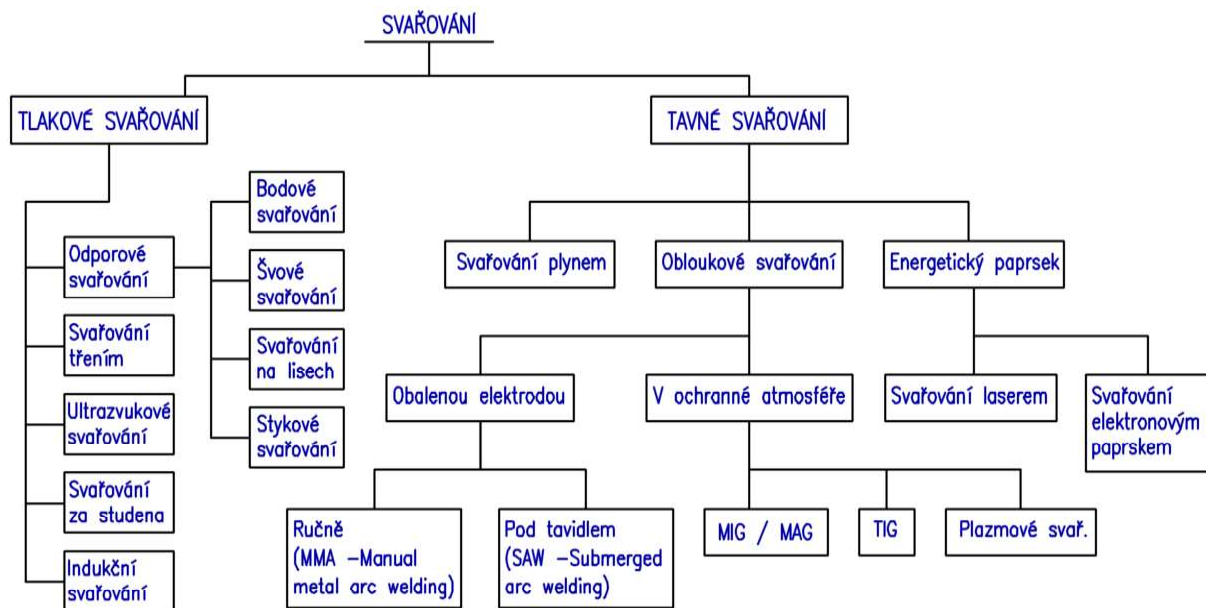 SVAŘOVÁNÍ
TLAKOVÉ SVAŘOVÁNÍ
TAVNÉ SVAŘOVÁNÍ
Odporové
svařování
Svařování
třením
Ultrazvukové
svařování
Svařování
za studena
Indukční
svařování
Bodové
svařování
Švové
svařování
Svařování
na lisech
Stykové
svařování
Svařování plynem
Obloukové svařování
Energetický paprsek
Obalenou elektrodou
V ochranné atmosféře
Svařování laserem
Svařování
elektronovým
paprskem
Ručně
(MMA –Manual
metal arc welding)
Pod tavidlem
(SAW –Submerged
arc welding)
MIG / MAG
TIG
Plazmové svař.